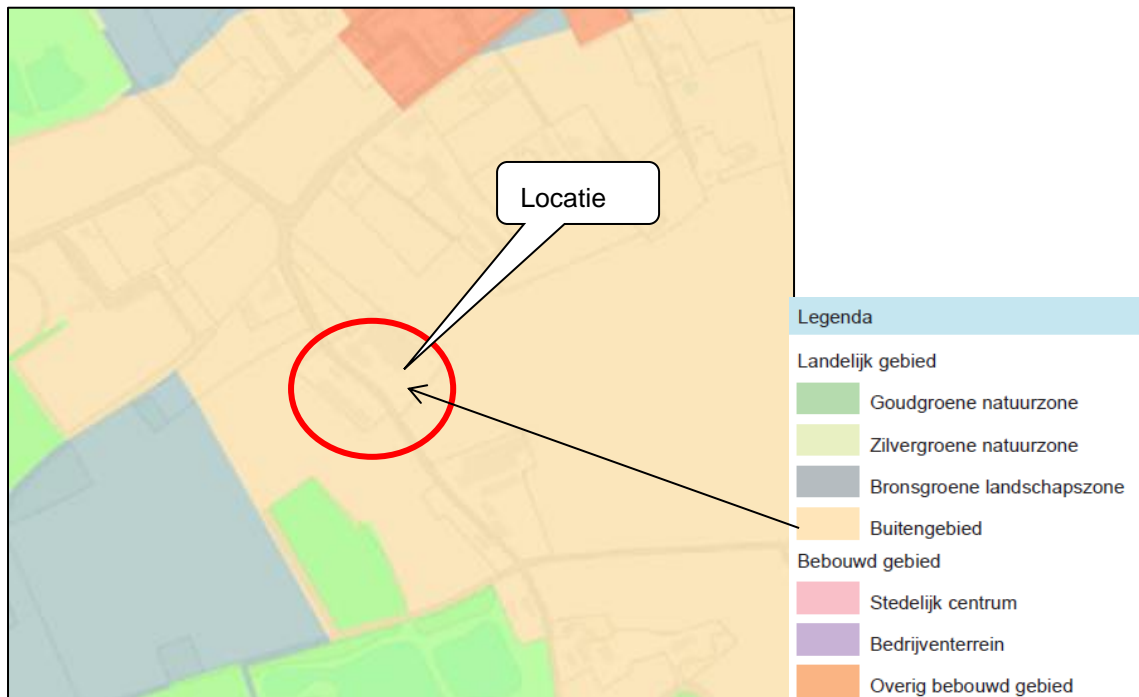 Locatie
Legenda
Landelijk gebied
Goudgroene natuurzone
Zilvergroene natuurzone
Bronsgroene landschapszone
Buitengebied
Bebouwd gebied
Stedelijk centrum
Bedrijventerrein
Overig bebouwd gebied